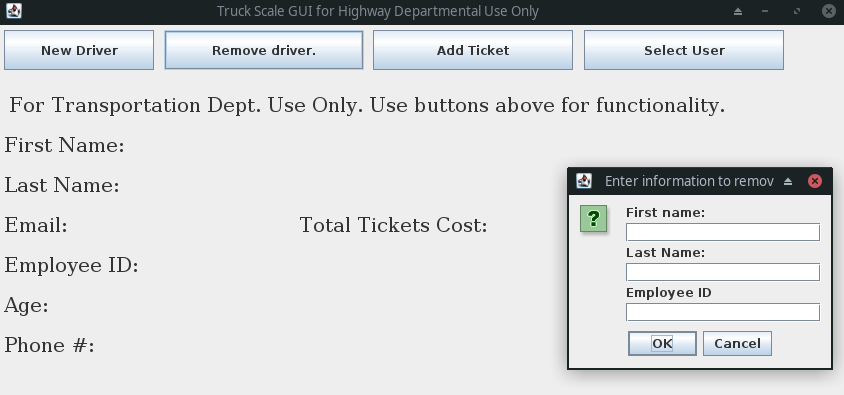 Truck Scale GUI for Highway Departmental Use Only
New Driver Remove driver. Add Ticket Select User
For Transportation Dept. Use Only. Use buttons above for functionality.
First Name:
Last Name:
Email: Total Tickets Cost:
Employee ID:
Age:
Phone #:
Enter information to remov
?
First name:
Last Name:
Employee ID
OK Cancel